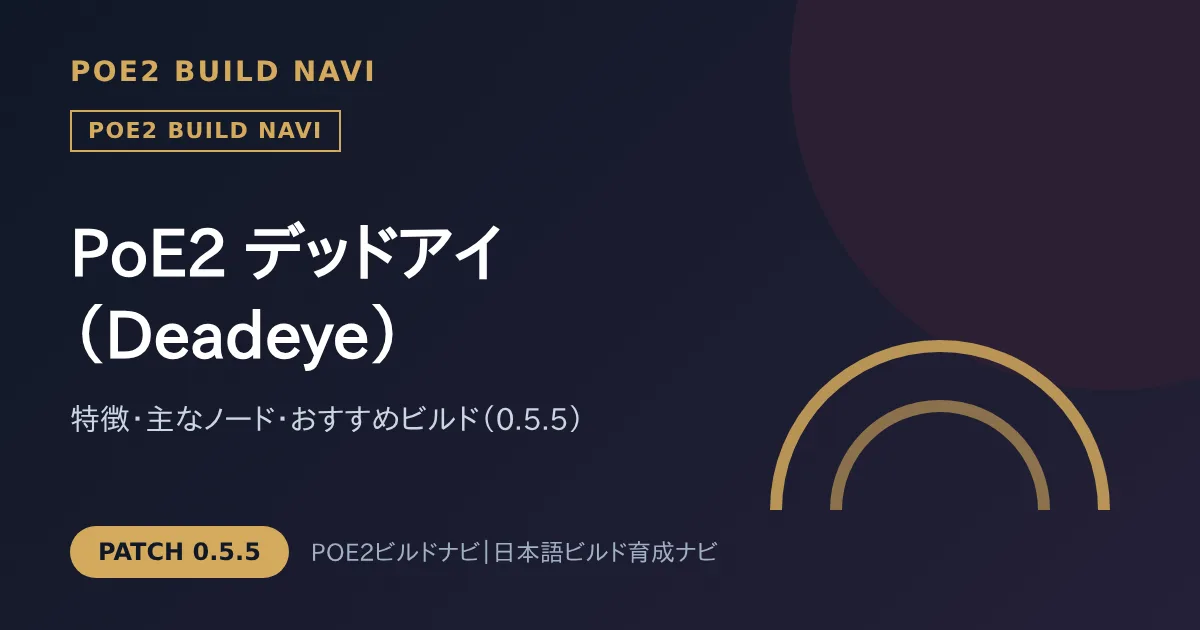 POE2 BUILD NAVI
POE2 BUILD NAVI
PoE2 デッドアイ
（Deadeye）
特徴・主なノード・おすすめビルド（0.5.5）
PATCH 0.5.5
POE2ビルドナビ|日本語ビルド育成ナビ